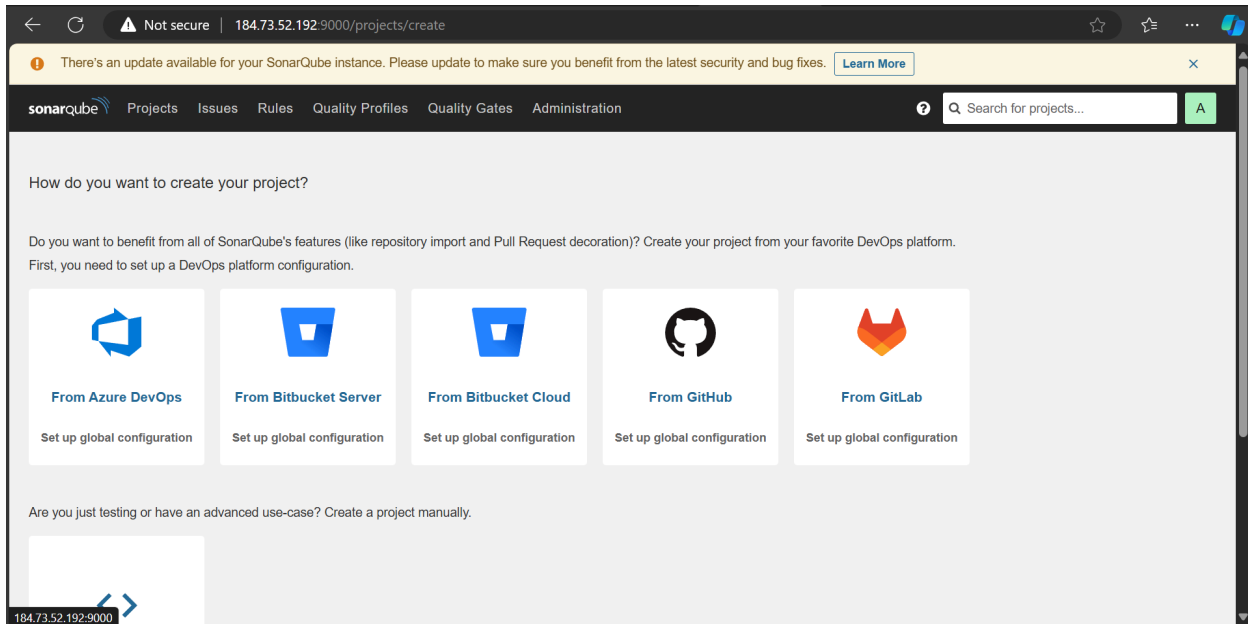 Not secure | 184.73.52.192:9000/projects/create
There's an update available for your SonarQube instance. Please update to make sure you benefit from the latest security and bug fixes. Learn More
sonarqube Projects Issues Rules Quality Profiles Quality Gates Administration Search for projects... A
How do you want to create your project?
Do you want to benefit from all of SonarQube's features (like repository import and Pull Request decoration)? Create your project from your favorite DevOps platform.
First, you need to set up a DevOps platform configuration.
From Azure DevOps From Bitbucket Server From Bitbucket Cloud From GitHub From GitLab
Set up global configuration Set up global configuration Set up global configuration Set up global configuration Set up global configuration
Are you just testing or have an advanced use-case? Create a project manually.
184.73.52.192:9000